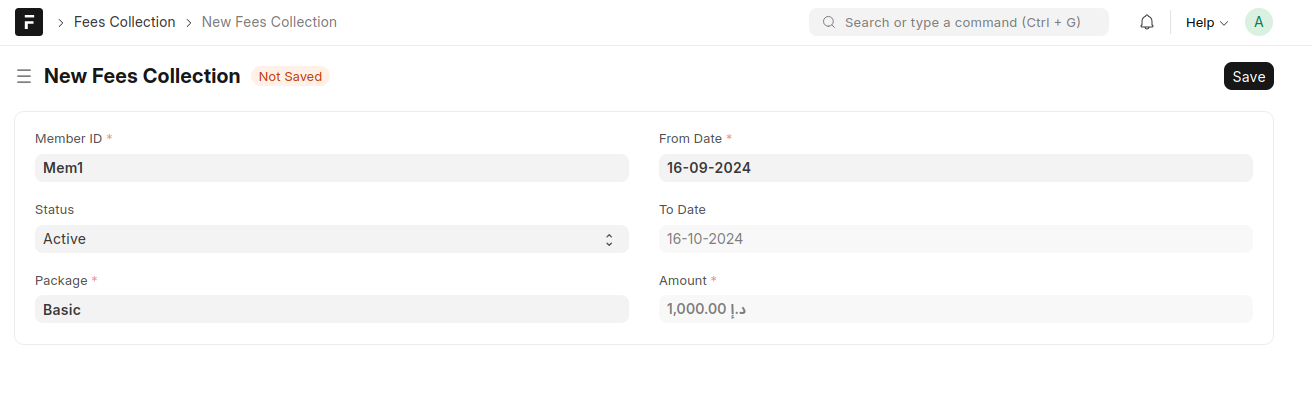 Fees Collection > New Fees Collection
Search or type a command (Ctrl + G)
Help
A
New Fees Collection
Not Saved
Save
Member ID *
Mem1
From Date *
16-09-2024
Status
Active
To Date
16-10-2024
Package *
Basic
Amount *
1,000.00 د.إ